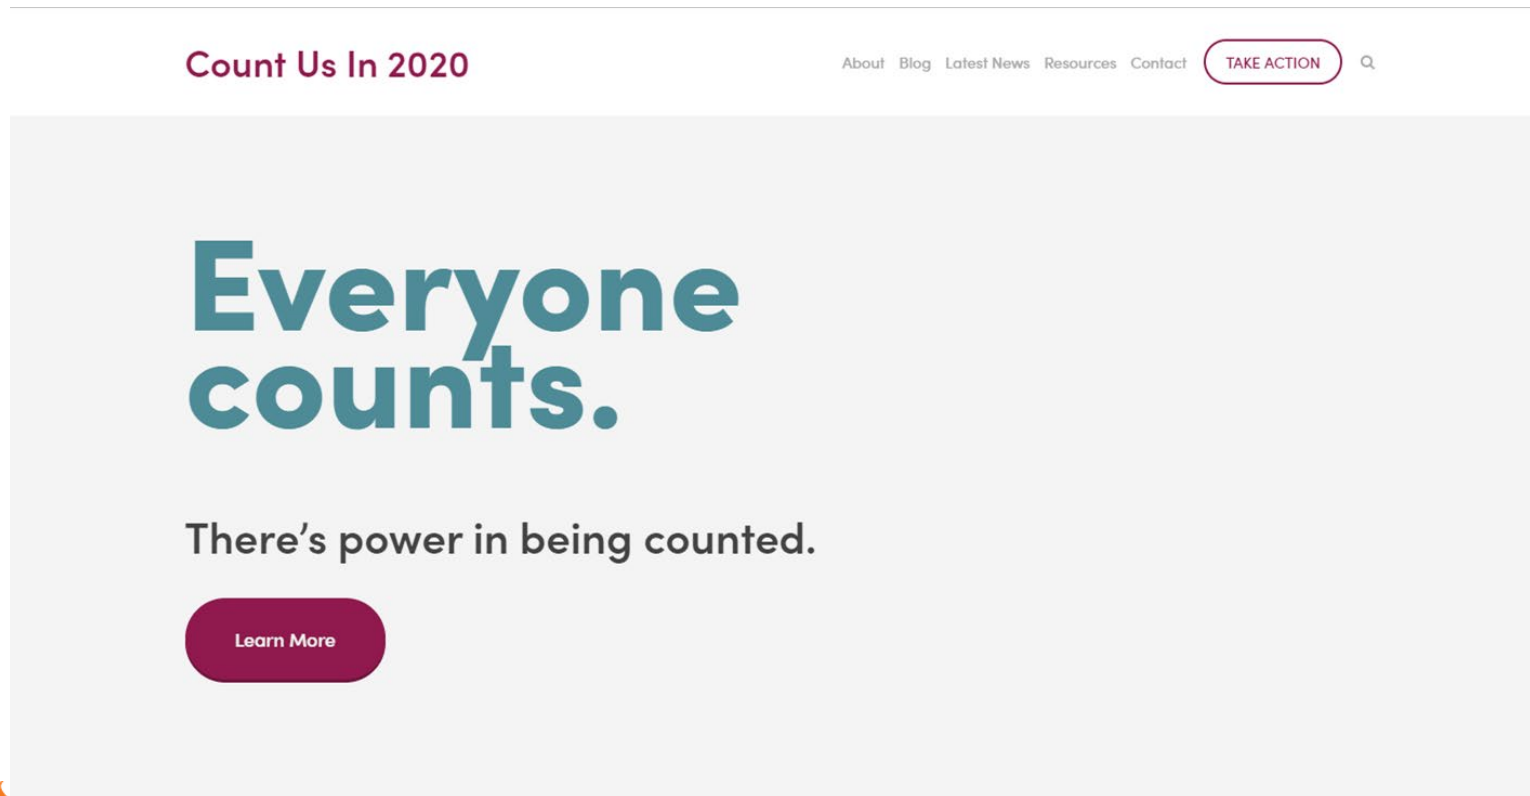 Count Us In 2020
About Blog Latest News Resources Contact TAKE ACTION
Everyone
counts.
There’s power in being counted.
Learn More